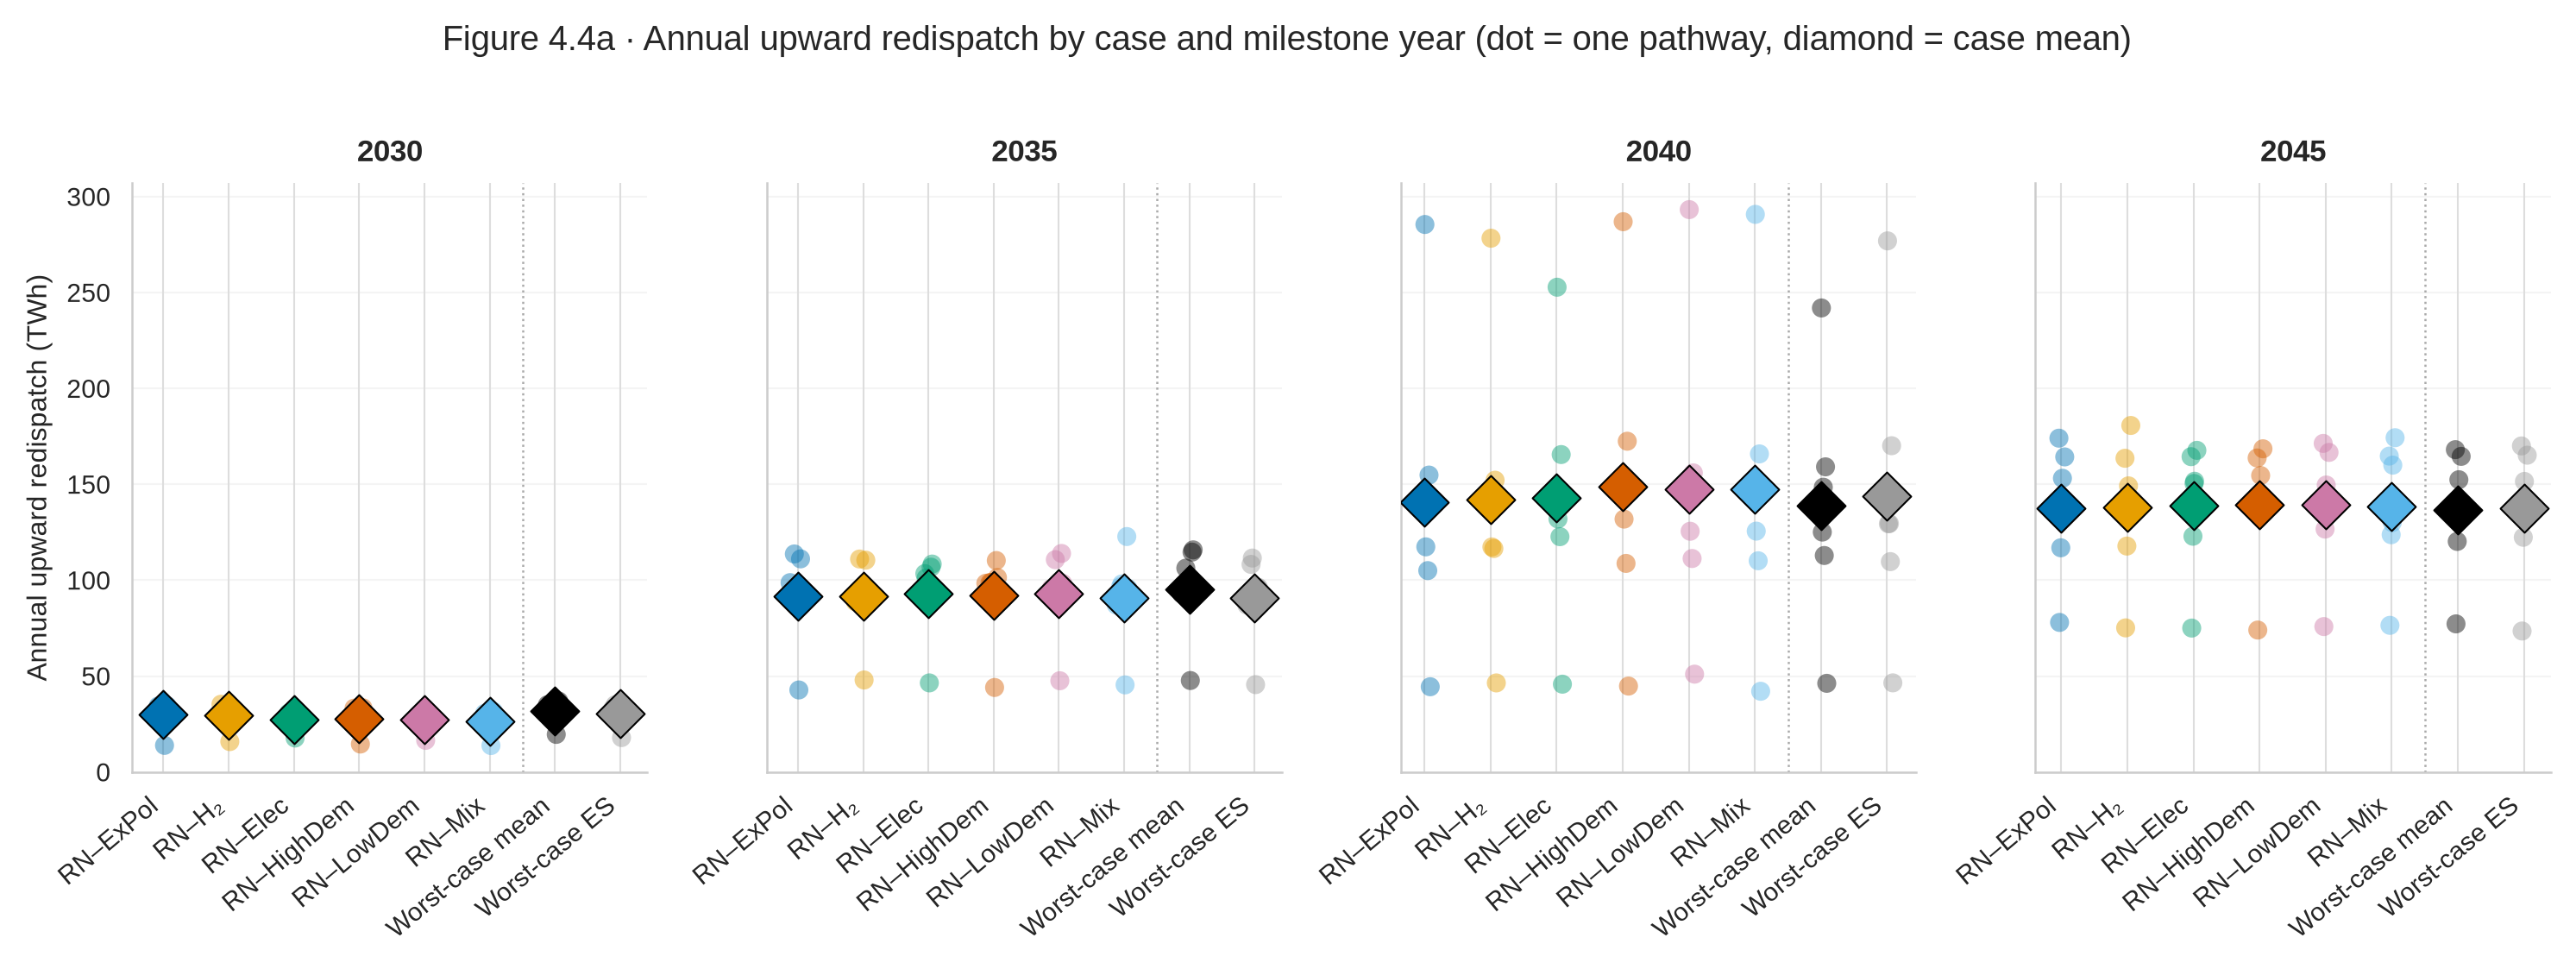 Figure 4.4a · Annual upward redispatch by case and milestone year (dot = one pathway, diamond = case mean)
2030
2035
2040
2045
Annual upward redispatch (TWh)
300
250
200
150
100
50
0
RN–ExPol
RN–H₂
RN–Elec
RN–HighDem
RN–LowDem
RN–Mix
Worst-case mean
Worst-case ES
RN–ExPol
RN–H₂
RN–Elec
RN–HighDem
RN–LowDem
RN–Mix
Worst-case mean
Worst-case ES
RN–ExPol
RN–H₂
RN–Elec
RN–HighDem
RN–LowDem
RN–Mix
Worst-case mean
Worst-case ES
RN–ExPol
RN–H₂
RN–Elec
RN–HighDem
RN–LowDem
RN–Mix
Worst-case mean
Worst-case ES